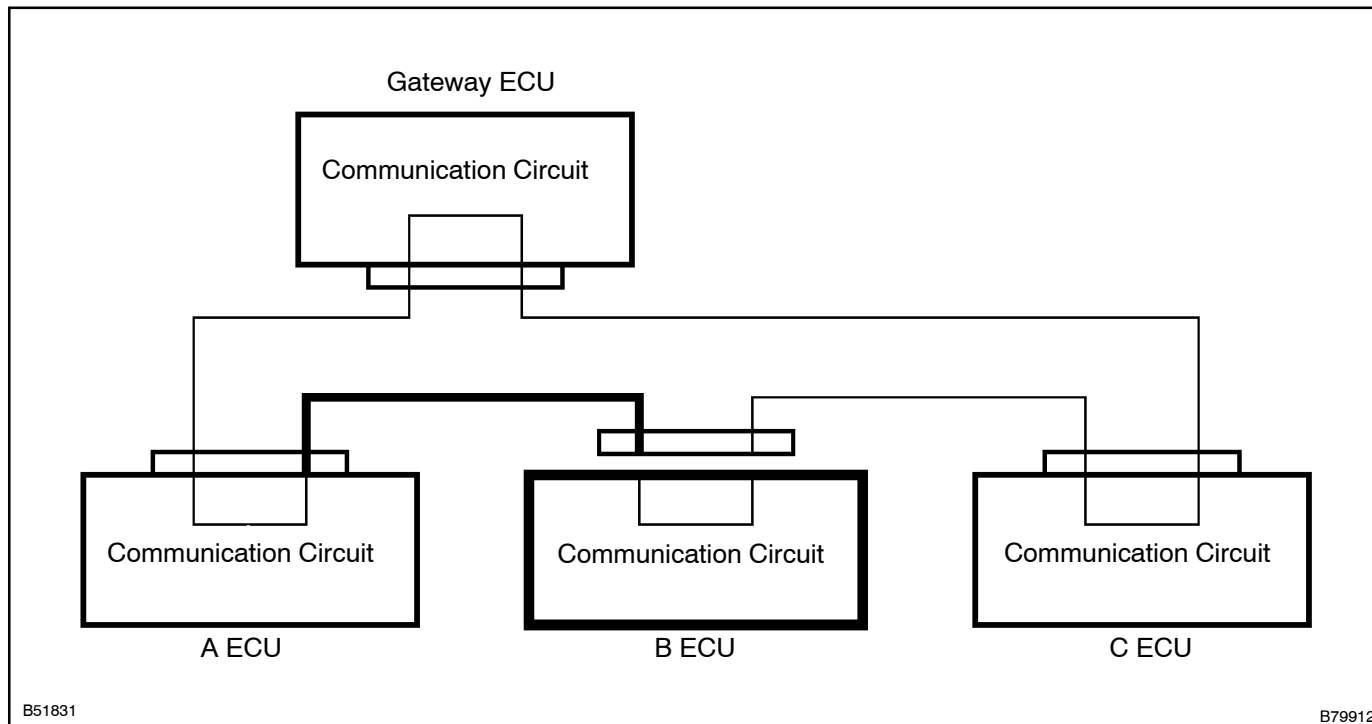 Gateway ECU
Communication Circuit
Communication Circuit
Communication Circuit
Communication Circuit
A ECU
B ECU
C ECU
B51831
B79912